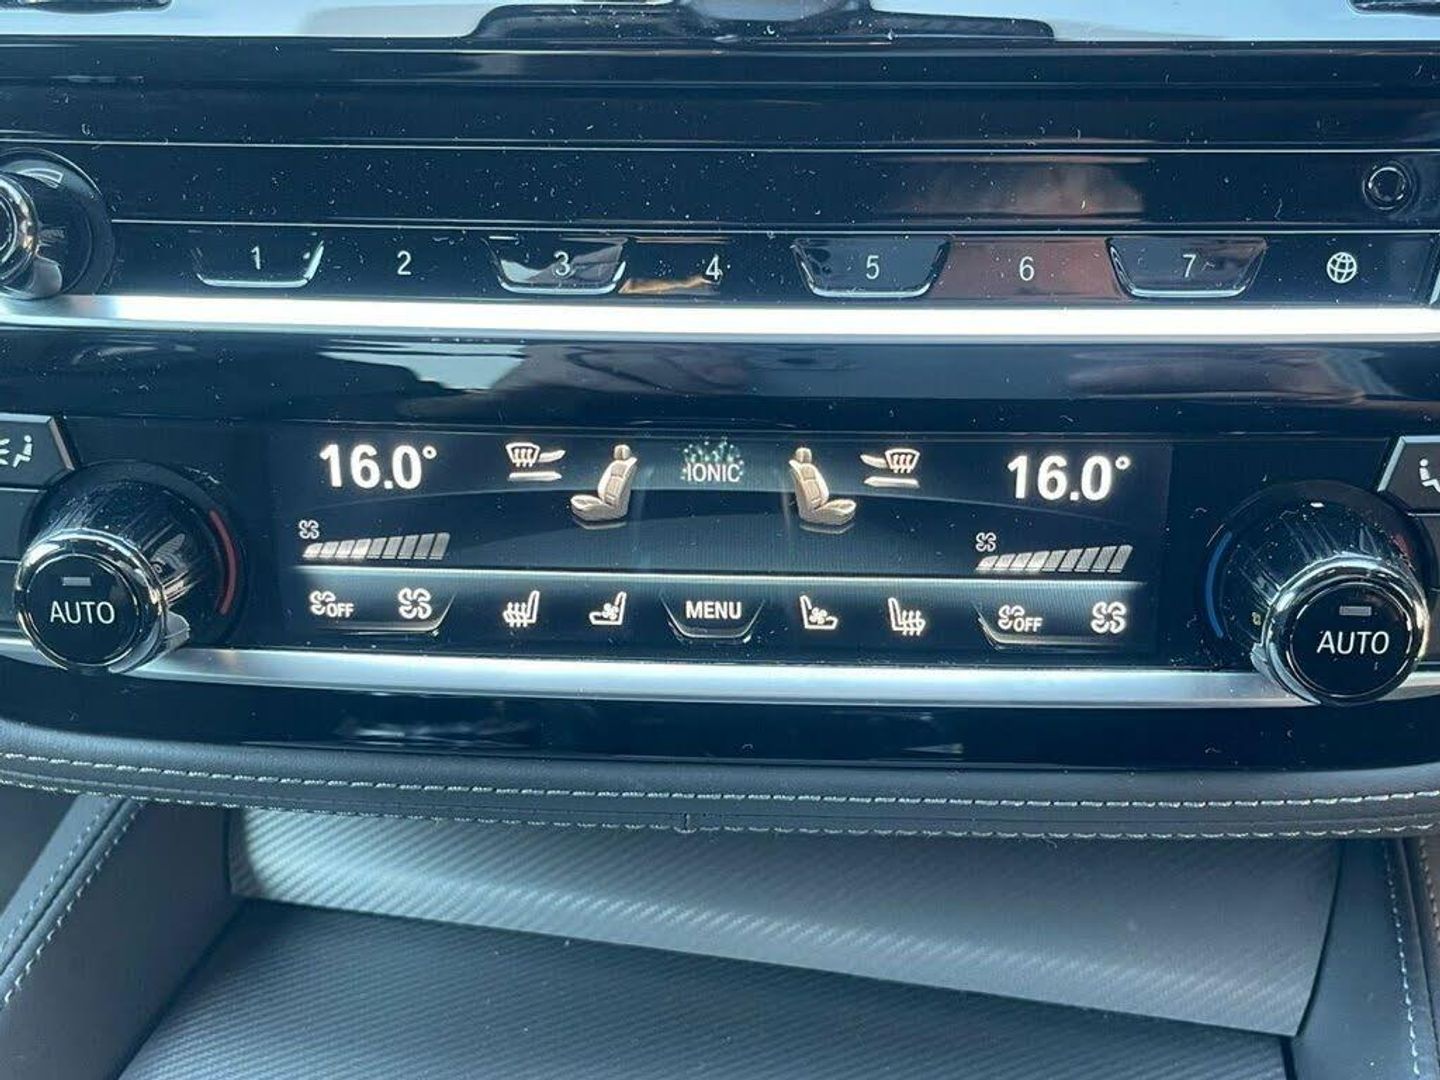 1 2 3 4 5 6 7
16.0° IONIC 16.0°
OFF MENU OFF
AUTO AUTO